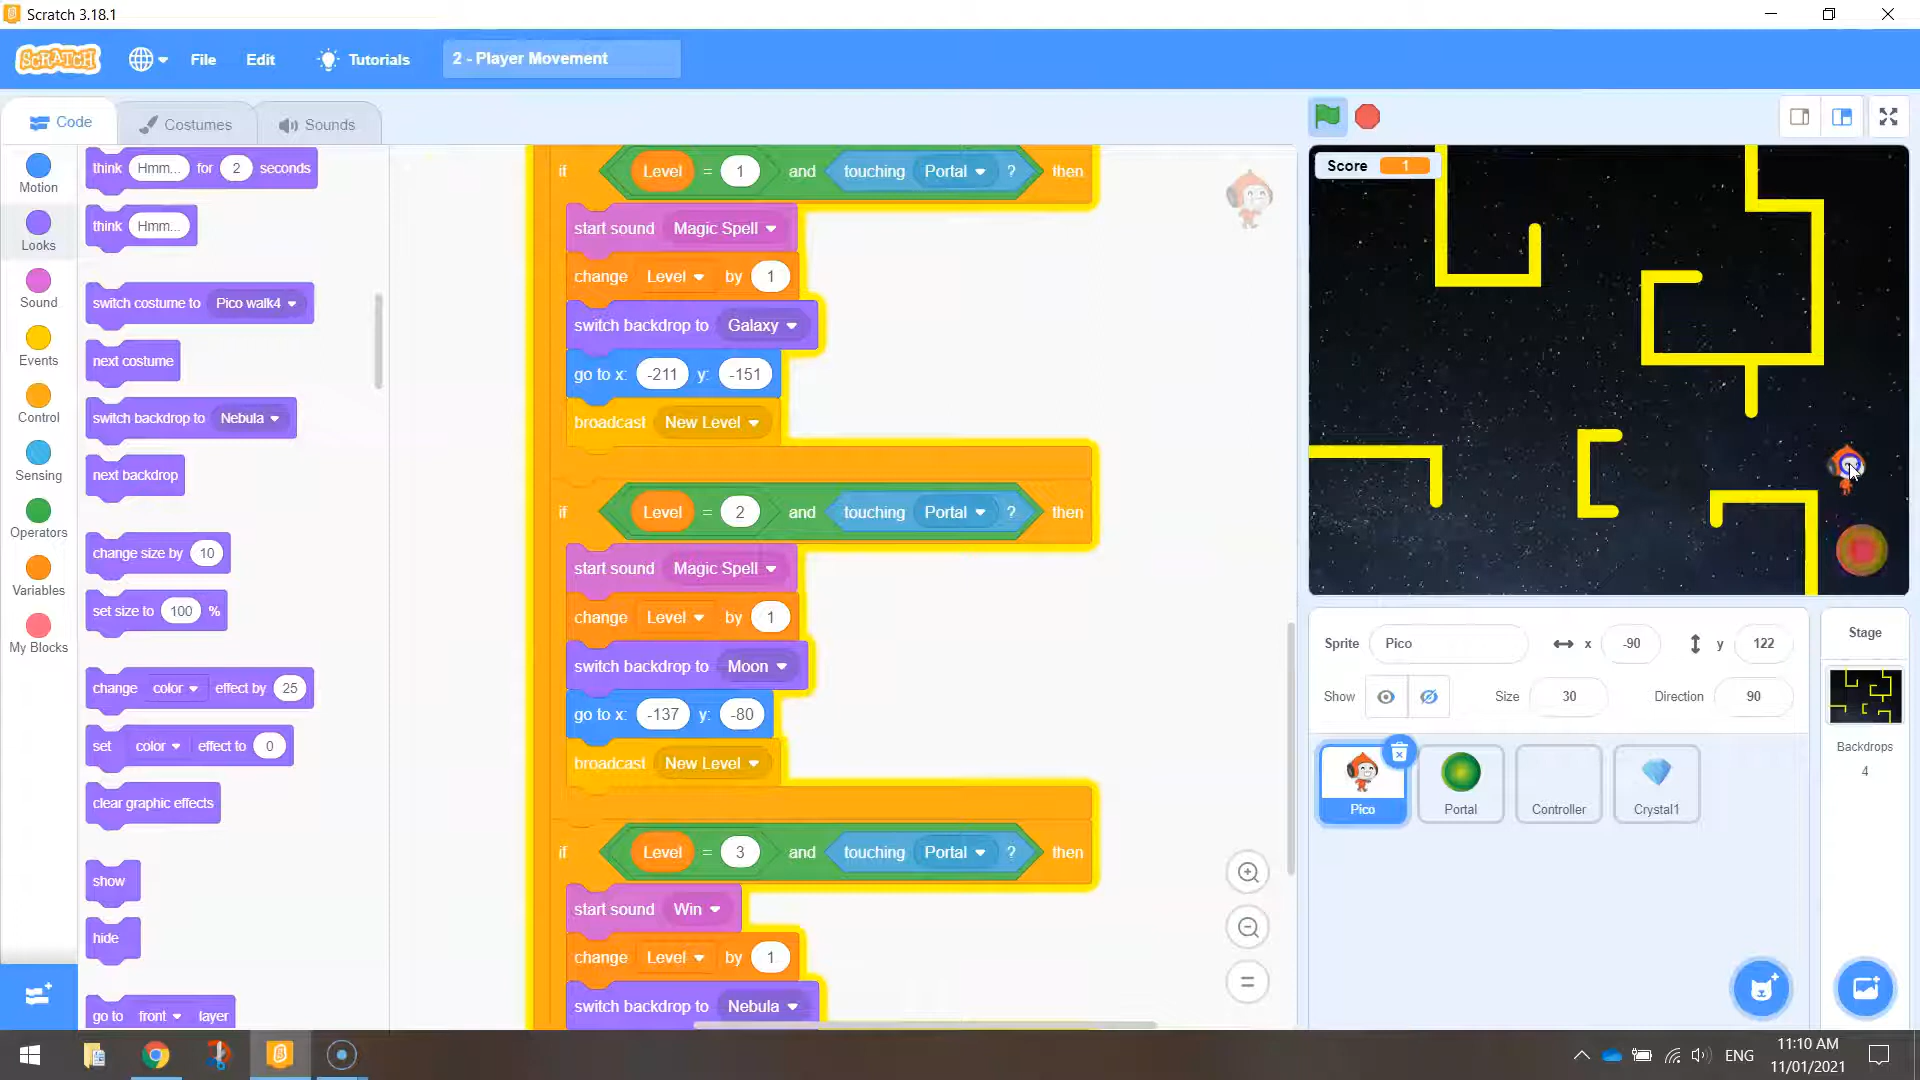 Scratch 3.18.1
SCRATCH File Edit Tutorials 2 - Player Movement
Code Costumes Sounds
Motion
Looks
Sound
Events
Control
Sensing
Operators
Variables
My Blocks
think Hmm... for 2 seconds
think Hmm...
switch costume to Pico walk4
next costume
switch backdrop to Nebula
next backdrop
change size by 10
set size to 100 %
change color effect by 25
set color effect to 0
clear graphic effects
show
hide
go to front layer
if Level = 1 and touching Portal ? then
start sound Magic Spell
change Level by 1
switch backdrop to Galaxy
go to x: -211 y: -151
broadcast New Level
if Level = 2 and touching Portal ? then
start sound Magic Spell
change Level by 1
switch backdrop to Moon
go to x: -137 y: -80
broadcast New Level
if Level = 3 and touching Portal ? then
start sound Win
change Level by 1
switch backdrop to Nebula
Score 1
Sprite Pico x -90 y 122
Show Size 30 Direction 90
Pico Portal Controller Crystal1
Stage
Backdrops
4
ENG
11:10 AM
11/01/2021